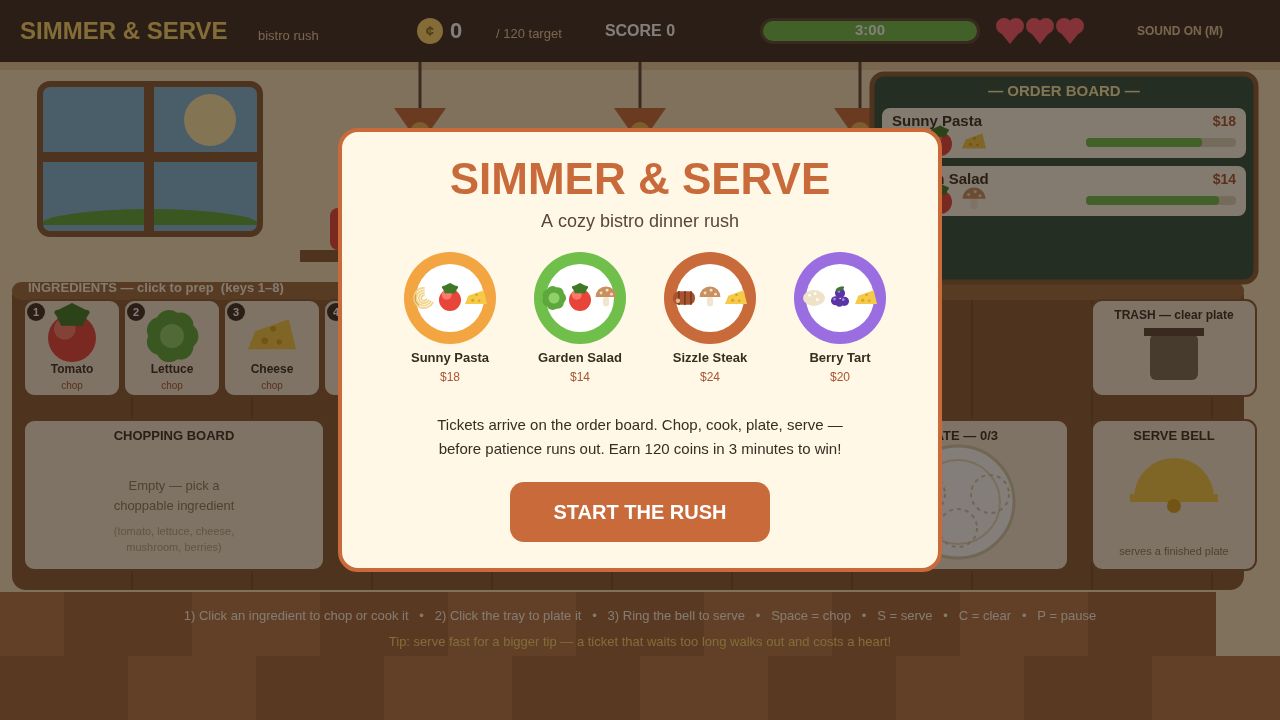 SIMMER & SERVE
bistro rush
¢ 0 / 120 target
SCORE 0
3:00
SOUND ON (M)
— ORDER BOARD —
Sunny Pasta $18
Salad $14
SIMMER & SERVE
A cozy bistro dinner rush
Sunny Pasta Garden Salad Sizzle Steak Berry Tart
$18 $14 $24 $20
Tickets arrive on the order board. Chop, cook, plate, serve —
before patience runs out. Earn 120 coins in 3 minutes to win!
START THE RUSH
INGREDIENTS — click to prep (keys 1–8)
1 2 3 4
Tomato Lettuce Cheese
chop chop chop
TRASH — clear plate
CHOPPING BOARD
Empty — pick a
choppable ingredient
(tomato, lettuce, cheese,
mushroom, berries)
— 0/3
SERVE BELL
serves a finished plate
1) Click an ingredient to chop or cook it • 2) Click the tray to plate it • 3) Ring the bell to serve • Space = chop • S = serve • C = clear • P = pause
Tip: serve fast for a bigger tip — a ticket that waits too long walks out and costs a heart!